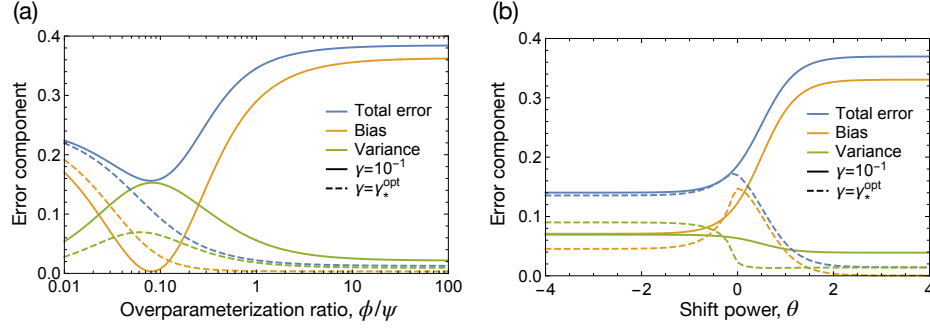 (a)
0.4
0.3
0.2
0.1
0.0
Error component
Total error
Bias
Variance
γ=10⁻¹
γ=γ*ᵒᵖᵗ
0.01
0.10
1
10
100
Overparameterization ratio, ϕ/ψ
(b)
0.4
0.3
0.2
0.1
0.0
Error component
Total error
Bias
Variance
γ=10⁻¹
γ=γ*ᵒᵖᵗ
-4
-2
0
2
4
Shift power, θ